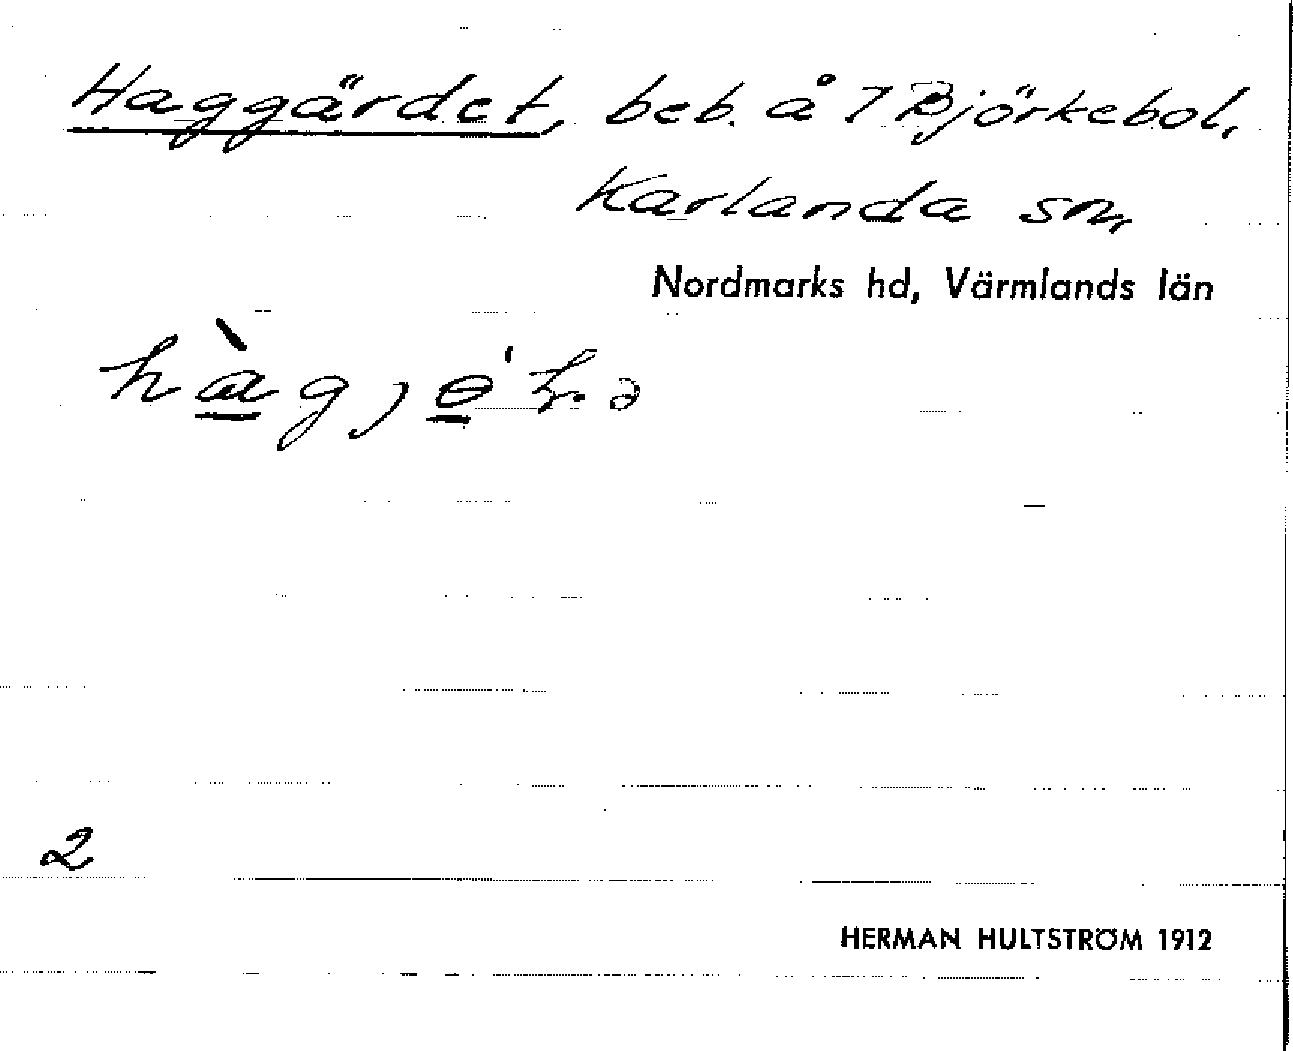 Haggärdet, beb. å 7 Björkebol,
Karlanda sn,
Nordmarks hd, Värmlands län
2
HERMAN HULTSTRÖM 1912